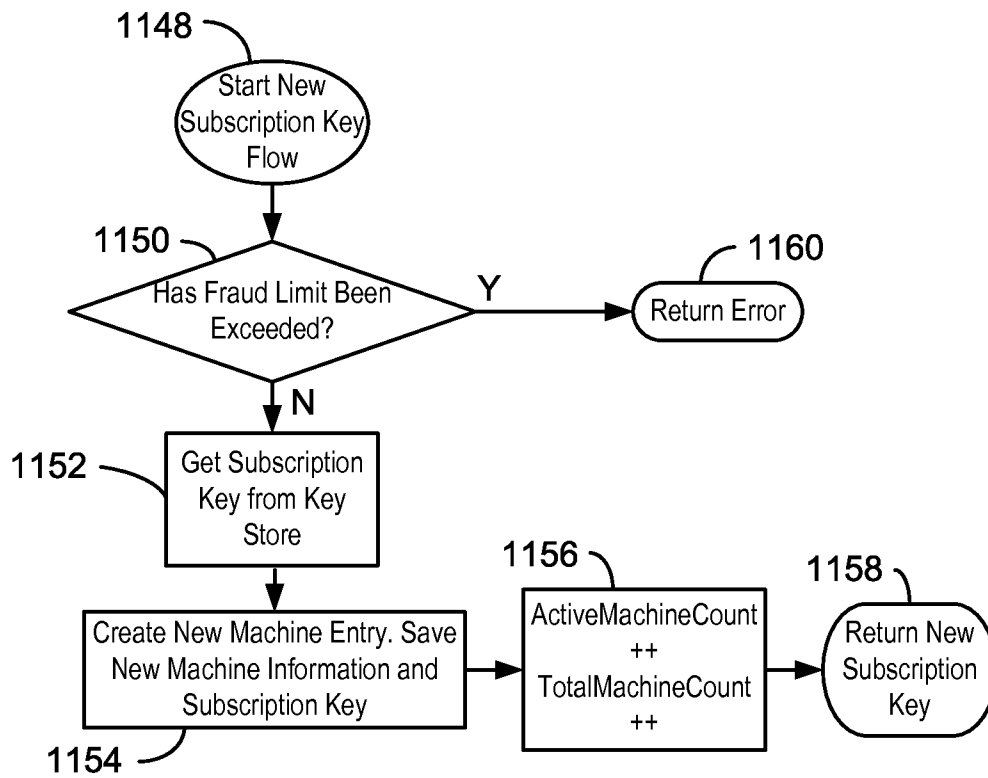 1148
Start New
Subscription Key
Flow
1150
Has Fraud Limit Been
Exceeded?
Y
1160
Return Error
N
1152
Get Subscription
Key from Key
Store
1154
Create New Machine Entry. Save
New Machine Information and
Subscription Key
1156
ActiveMachineCount
++
TotalMachineCount
++
1158
Return New
Subscription
Key